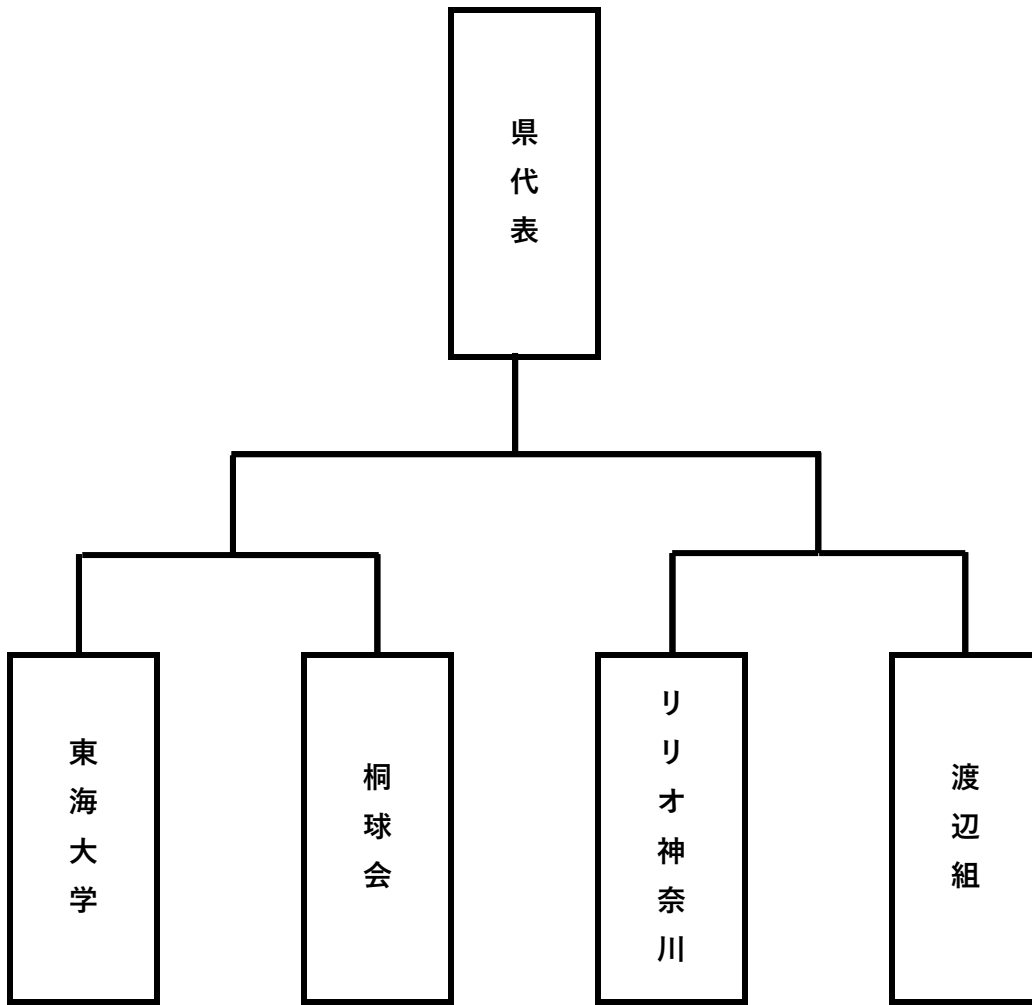 県代表
東海大学
桐球会
リリオ神奈川
渡辺組